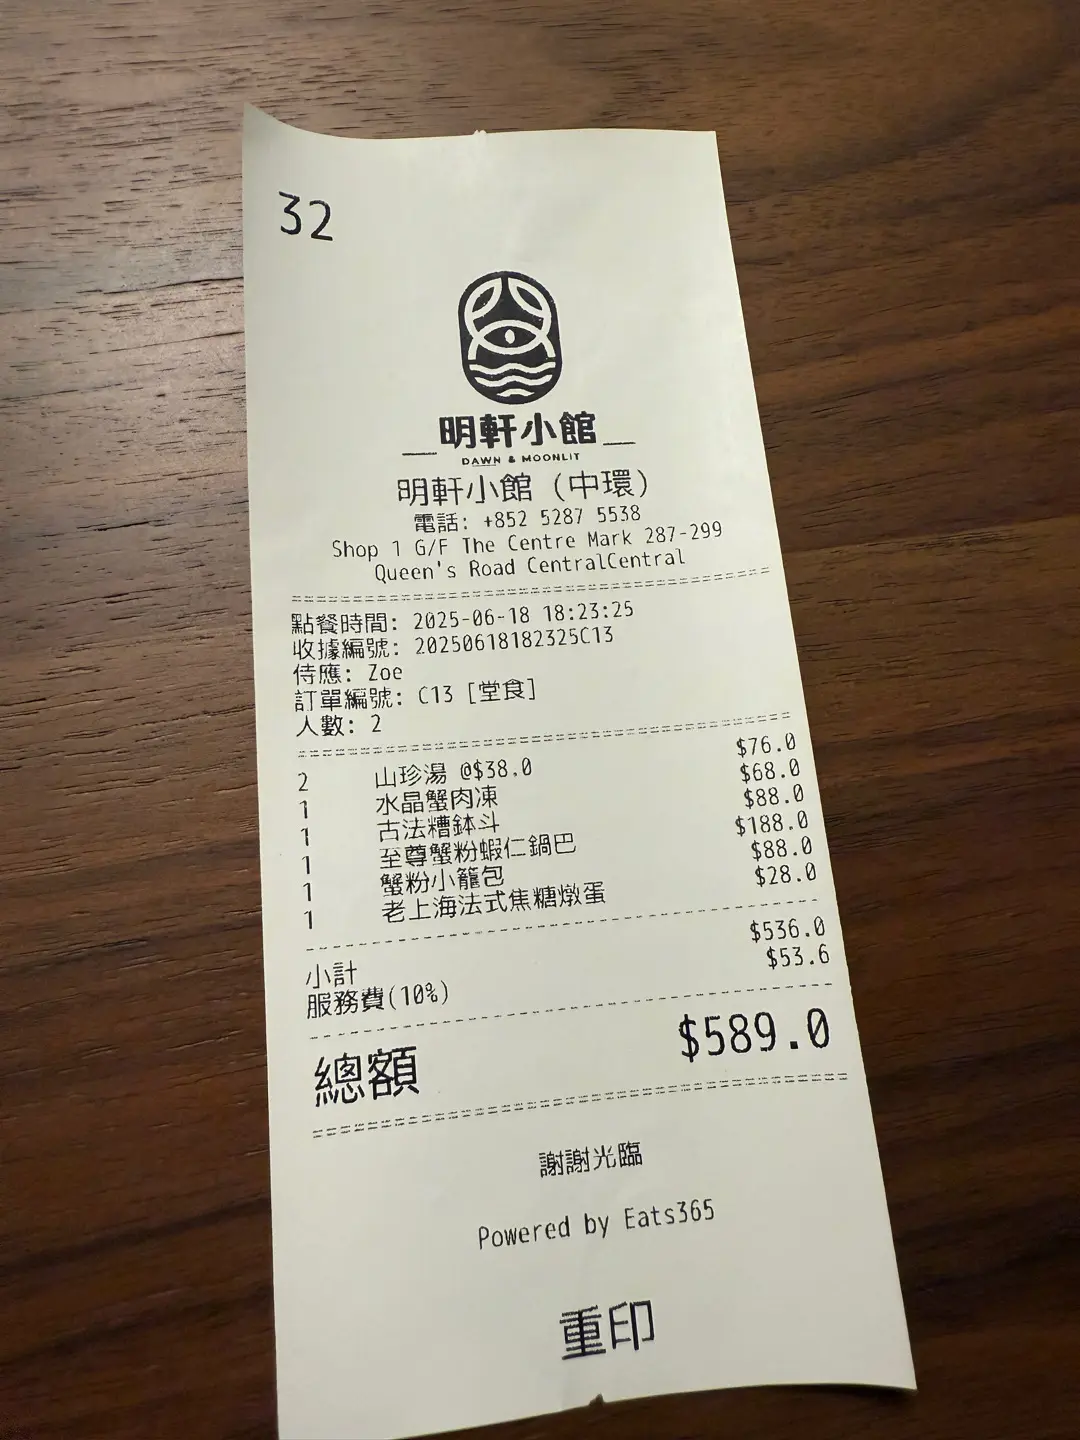 32
明軒小館
DAWN & MOONLIT
明軒小館 (中環)
電話: +852 5287 5538
Shop 1 G/F The Centre Mark 287-299
Queen's Road CentralCentral
點餐時間: 2025-06-18 18:23:25
收據編號: 20250618182325C13
侍應: Zoe
訂單編號: C13 [堂食]
人數: 2
2 山珍湯 @$38.0 $76.0
1 水晶蟹肉凍 $68.0
1 古法糟鉢斗 $88.0
1 至尊蟹粉蝦仁鍋巴 $188.0
1 蟹粉小籠包 $88.0
1 老上海法式焦糖燉蛋 $28.0
小計 $536.0
服務費(10%) $53.6
總額 $589.0
謝謝光臨
Powered by Eats365
重印